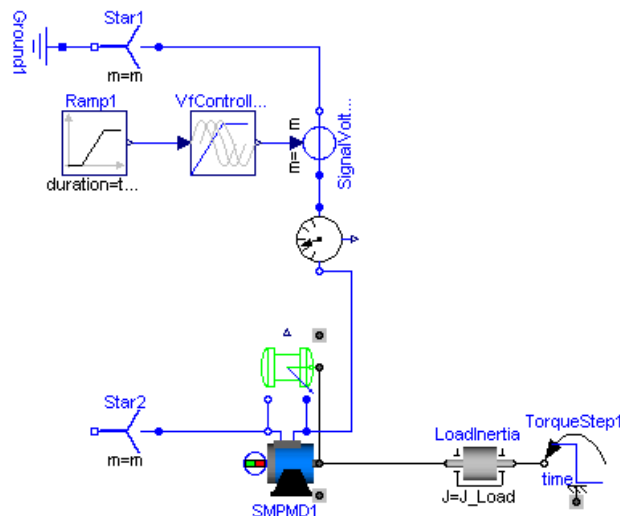 Star1
Ground1
m=m
Ramp1
VfControll...
m=m
SignalVolt...
duration=t...
Star2
m=m
SMPMD1
LoadInertia
J=J_Load
TorqueStep1
time